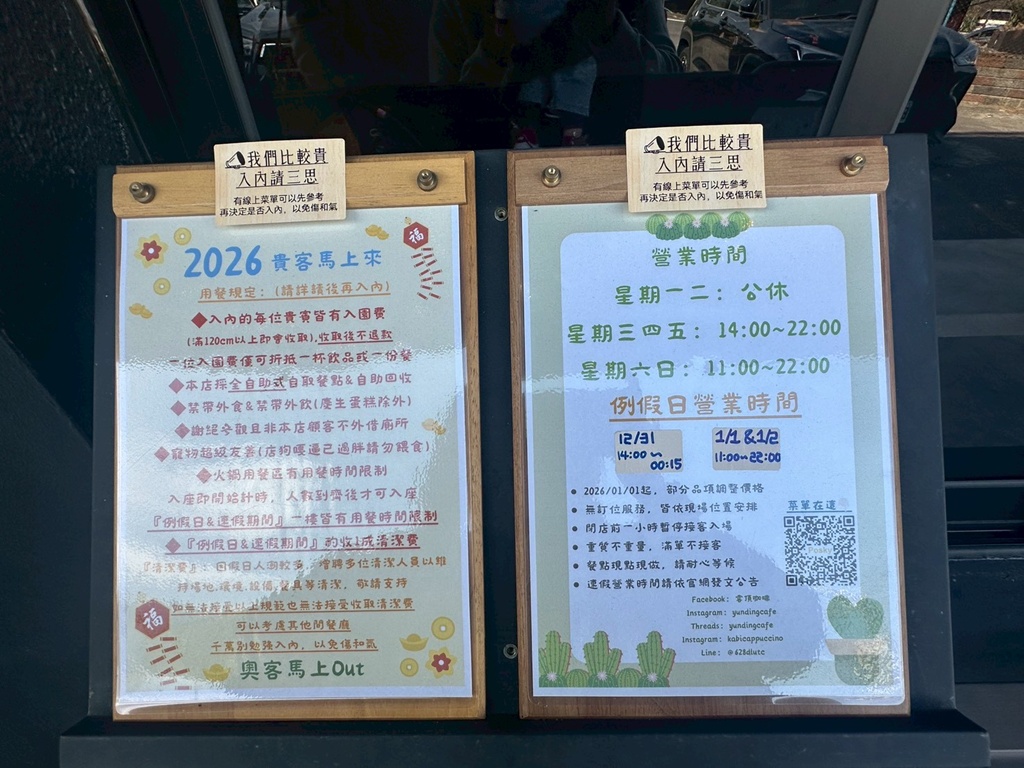 我們比較貴
入內請三思
有線上菜單可以先參考
再決定是否入內，以免傷和氣
福
2026 貴客馬上來
用餐規定：(請詳讀後再入內)
◆入內的每位貴賓皆有入園費
(滿120cm以上即會收取)，收取後不退款
一位入園費僅可折抵一杯飲品或一份餐
◆本店採全自助式自取餐點&自助回收
◆禁帶外食&禁帶外飲(慶生蛋糕除外)
◆謝絕參觀且非本店顧客不外借廁所
◆寵物超級友善(店狗嘎逼已過胖請勿餵食)
◆火鍋用餐區有用餐時間限制
入座即開始計時，人數到齊後才可入座
『例假日&連假期間』一樓皆有用餐時間限制
◆『例假日&連假期間』酌收1成清潔費
『清潔費』：因假日人潮較多，增聘多位清潔人員以維
持場地.環境.設備.餐具等清潔，敬請支持
如無法接受以上規範也無法接受收取清潔費
可以考慮其他間餐廳
千萬別勉強入內，以免傷和氣
奧客馬上Out
福
我們比較貴
入內請三思
有線上菜單可以先參考
再決定是否入內，以免傷和氣
營業時間
星期一二：公休
星期三四五：14:00~22:00
星期六日：11:00~22:00
例假日營業時間
12/31
14:00~
00:15
1/1 &1/2
11:00~22:00
● 2026/01/01起，部分品項調整價格
● 無訂位服務，皆依現場位置安排
● 閉店前一小時暫停接客入場
● 重質不重量，滿單不接客
● 餐點現點現做，請耐心等候
● 連假營業時間請依官網發文公告
菜單在這
Facebook：雲頂咖啡
Instagram：yundingcafe
Threads：yundingcafe
Instagram：kabicappuccino
Line：@628dlutc